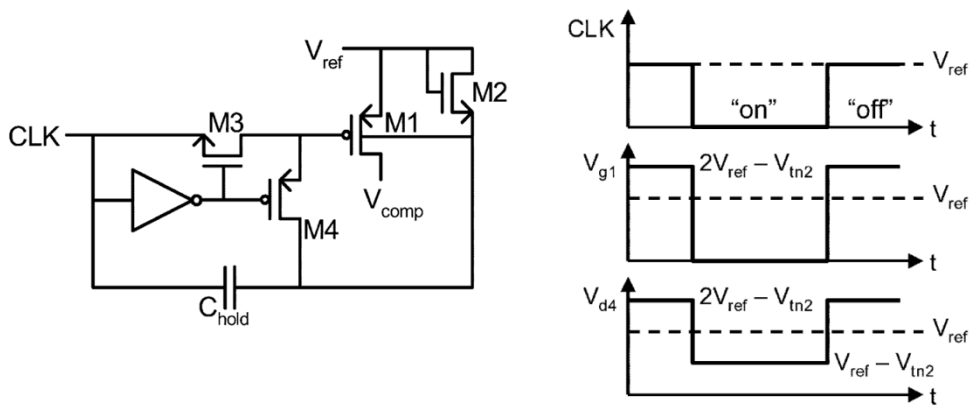 V_ref
M2
CLK
M3
M1
V_comp
M4
C_hold
CLK
V_ref
“on”
“off”
t
V_g1
2V_ref – V_tn2
V_ref
t
V_d4
2V_ref – V_tn2
V_ref
V_ref – V_tn2
t